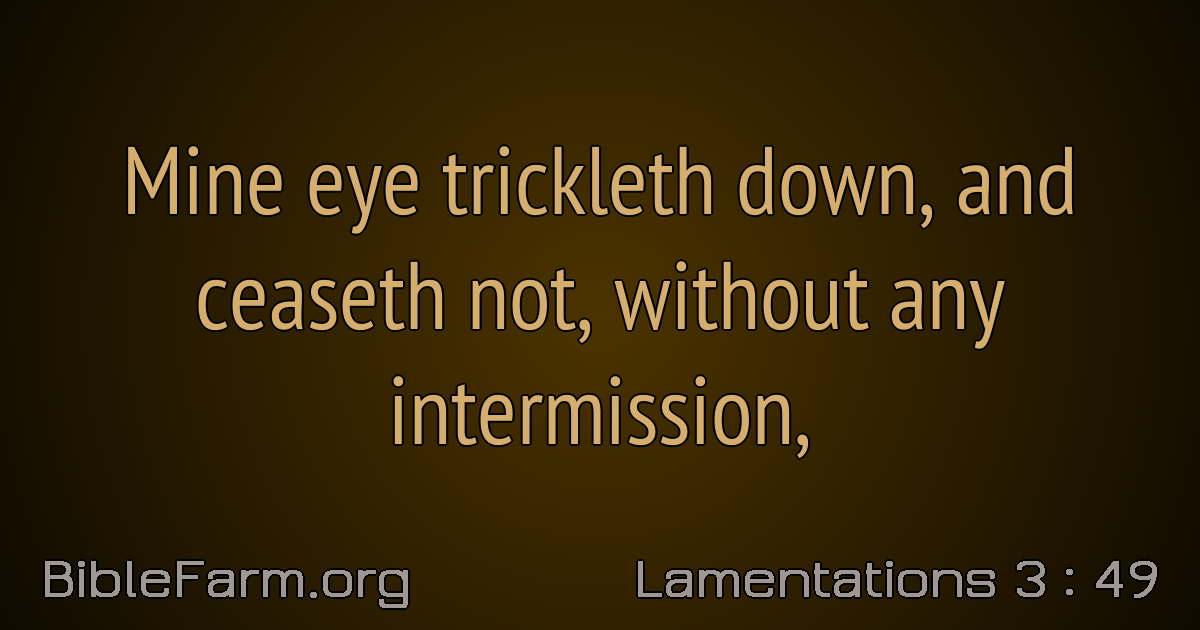 Mine eye trickleth down, and
ceaseth not, without any
intermission,
BibleFarm.org
Lamentations 3 : 49